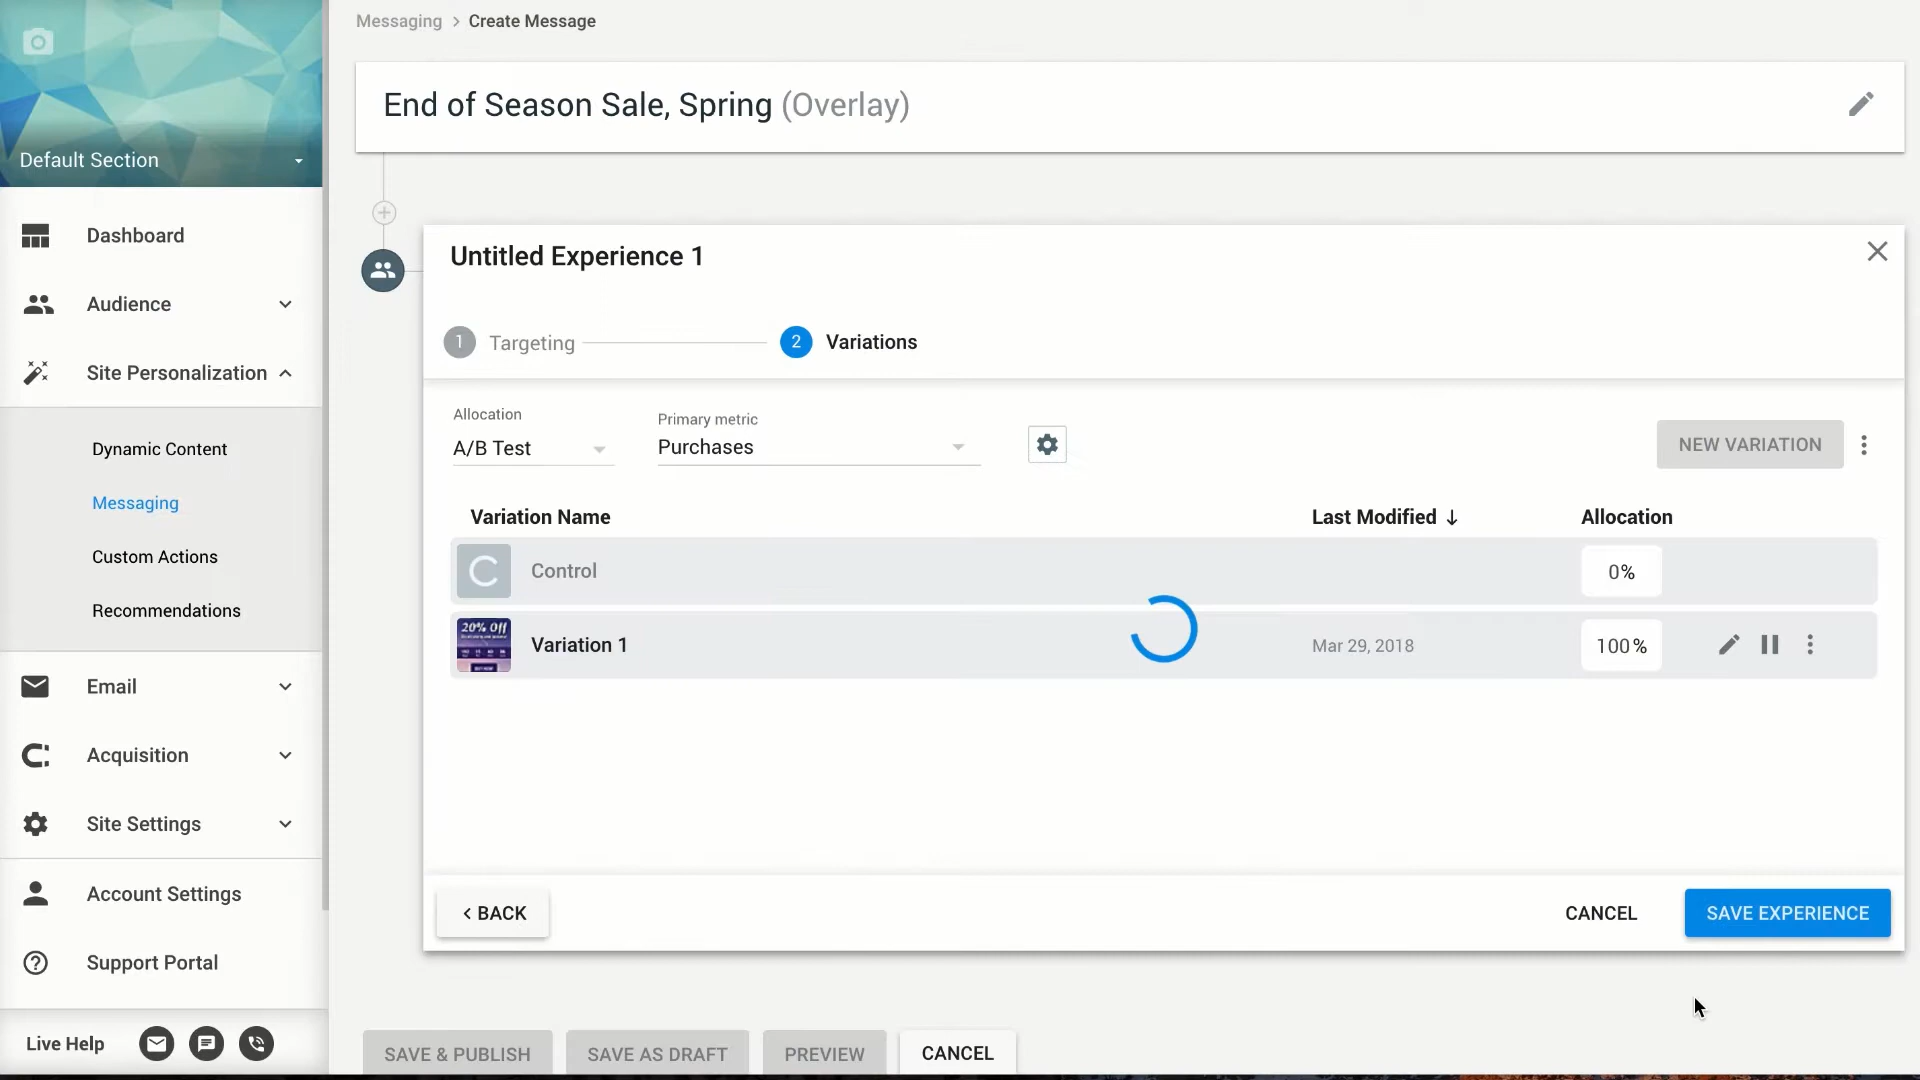 Messaging > Create Message
Default Section
End of Season Sale, Spring (Overlay)
Dashboard
Audience
Site Personalization
Dynamic Content
Messaging
Custom Actions
Recommendations
Email
Acquisition
Site Settings
Account Settings
Support Portal
Live Help
Untitled Experience 1
1 Targeting
2 Variations
Allocation
A/B Test
Primary metric
Purchases
NEW VARIATION
Variation Name Last Modified ↓ Allocation
Control 0%
20% Off
Variation 1 Mar 29, 2018 100%
< BACK
CANCEL
SAVE EXPERIENCE
SAVE & PUBLISH
SAVE AS DRAFT
PREVIEW
CANCEL